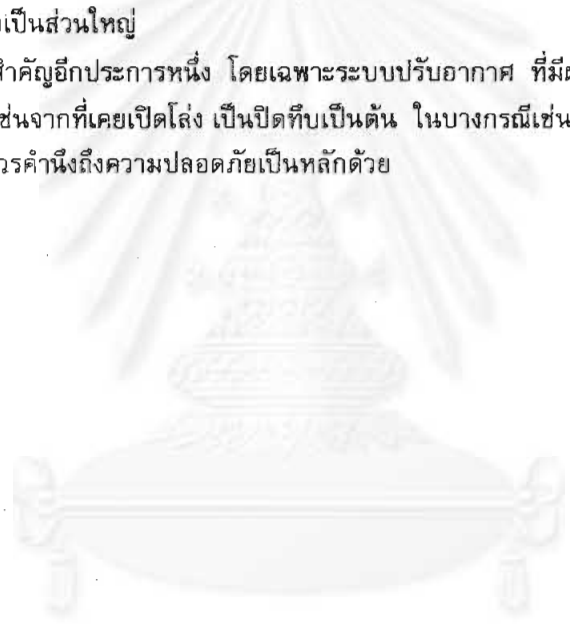 เป็นส่วนใหญ่
สำคัญอีกประการหนึ่ง โดยเฉพาะระบบปรับอากาศ ที่มี
เช่นจากที่เคยเปิดโล่ง เป็นปิดทึบเป็นต้น ในบางกรณีเช่น
ควรคำนึงถึงความปลอดภัยเป็นหลักด้วย